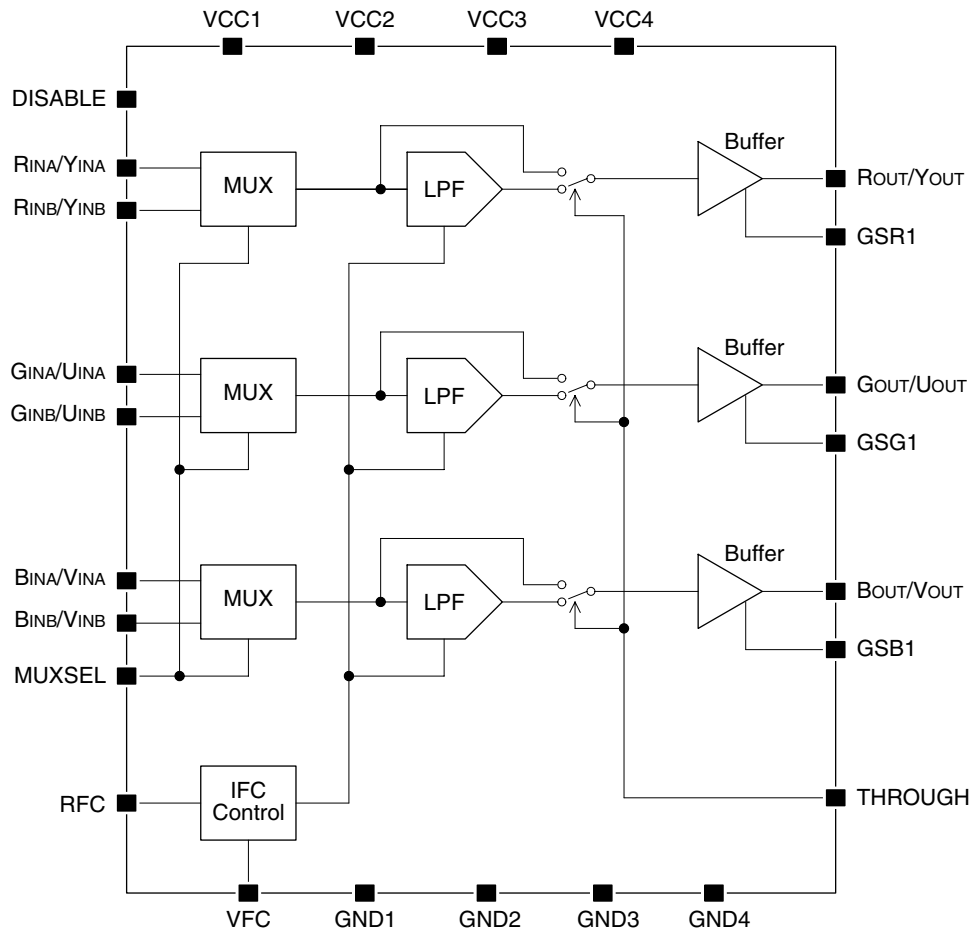 VCC1 VCC2 VCC3 VCC4
DISABLE
Buffer
RINA/YINA
MUX
LPF
ROUT/YOUT
RINB/YINB
GSR1
Buffer
GINA/UINA
MUX
LPF
GOUT/UOUT
GINB/UINB
GSG1
Buffer
BINA/VINA
MUX
LPF
BOUT/VOUT
BINB/VINB
GSB1
MUXSEL
RFC
IFC
Control
THROUGH
VFC GND1 GND2 GND3 GND4